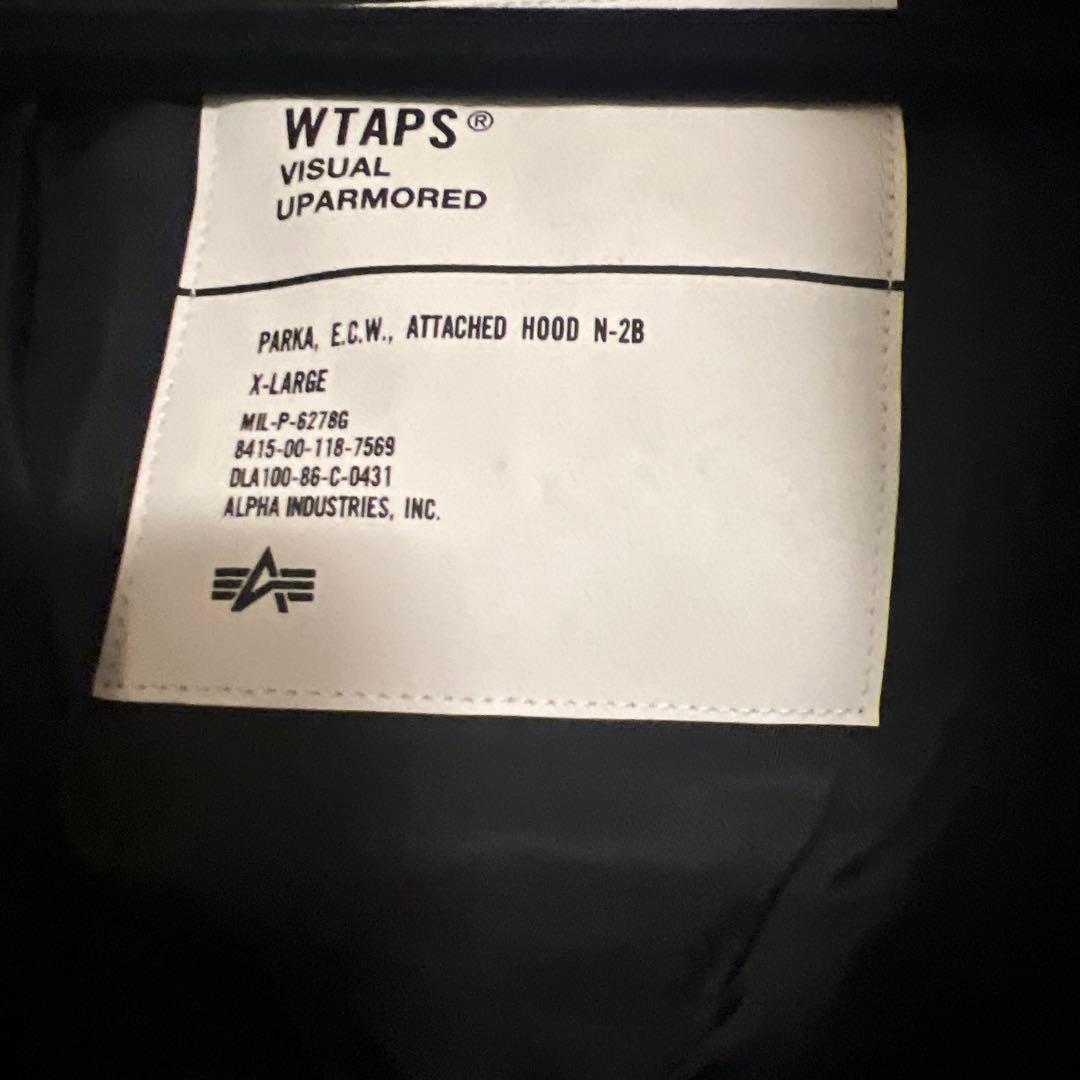 WTAPS®
VISUAL
UPARMORED
PARKA, E.C.W., ATTACHED HOOD N-2B
X-LARGE
MIL-P-6278G
8415-00-118-7569
DLA100-86-C-0431
ALPHA INDUSTRIES, INC.